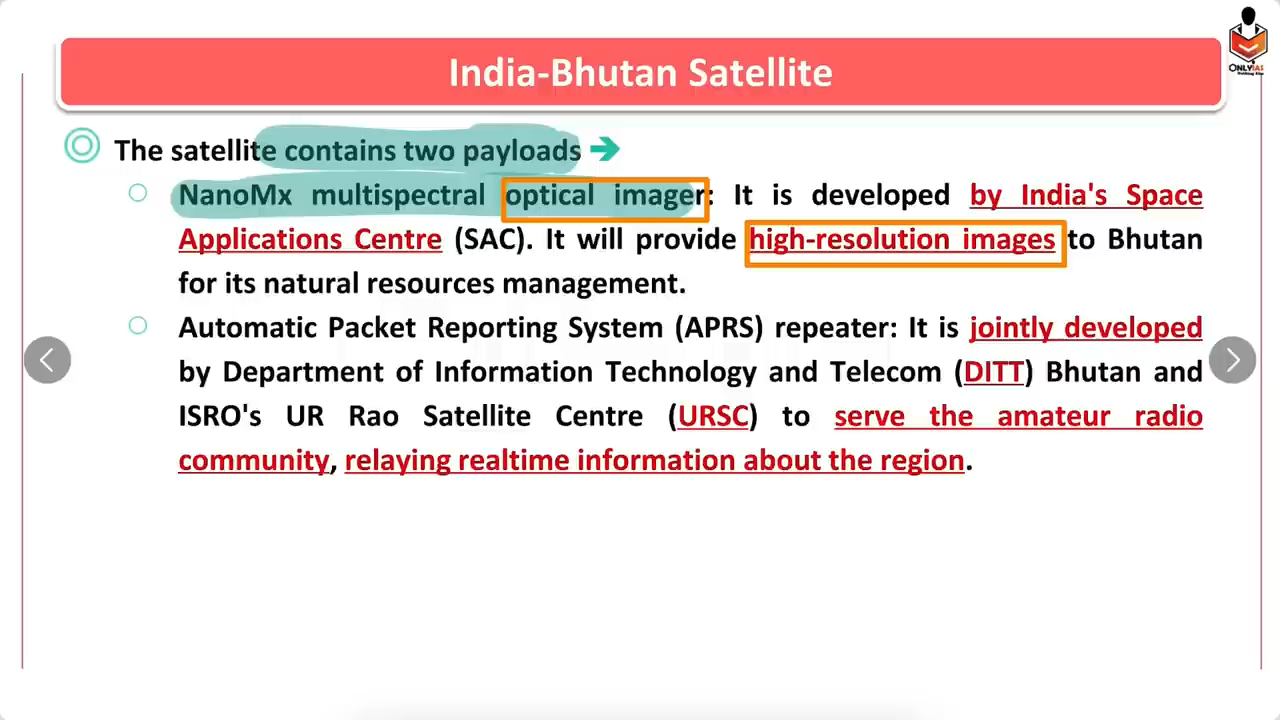 India-Bhutan Satellite
ONLYIAS
The satellite contains two payloads
NanoMx multispectral optical imager: It is developed by India's Space
Applications Centre (SAC). It will provide high-resolution images to Bhutan
for its natural resources management.
Automatic Packet Reporting System (APRS) repeater: It is jointly developed
by Department of Information Technology and Telecom (DITT) Bhutan and
ISRO's UR Rao Satellite Centre (URSC) to serve the amateur radio
community, relaying realtime information about the region.